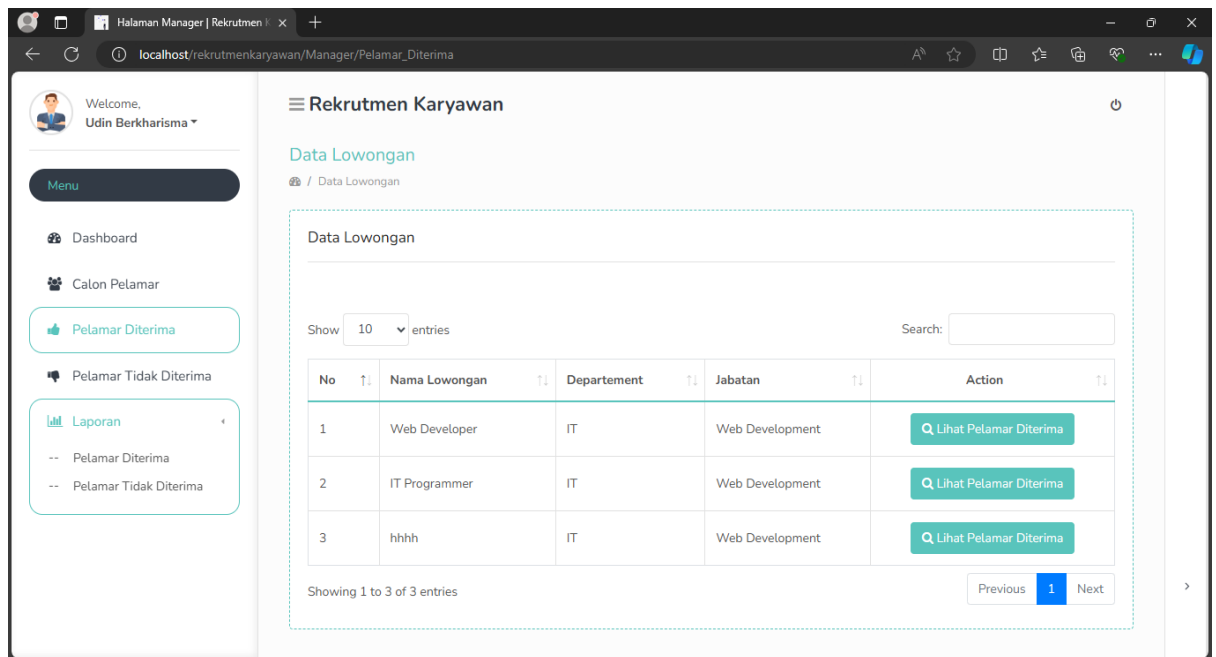 Halaman Manager | Rekrutmen K
localhost/rekrutmenkaryawan/Manager/Pelamar_Diterima
Welcome,
Udin Berkharisma
Menu
Dashboard
Calon Pelamar
Pelamar Diterima
Pelamar Tidak Diterima
Laporan
-- Pelamar Diterima
-- Pelamar Tidak Diterima
Rekrutmen Karyawan
Data Lowongan
/ Data Lowongan
Data Lowongan
Show 10 entries Search:
No Nama Lowongan Departement Jabatan Action
1 Web Developer IT Web Development Lihat Pelamar Diterima
2 IT Programmer IT Web Development Lihat Pelamar Diterima
3 hhhh IT Web Development Lihat Pelamar Diterima
Showing 1 to 3 of 3 entries Previous 1 Next